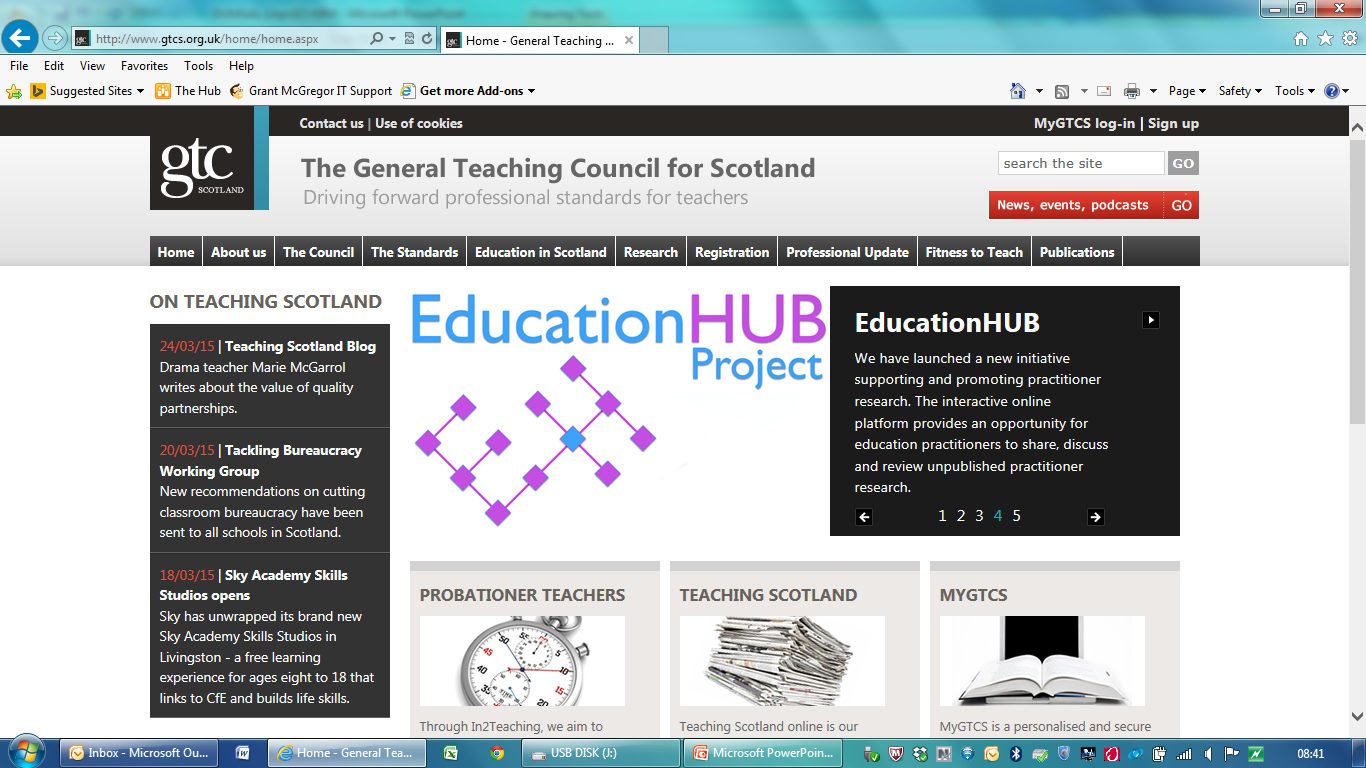 http://www.gtcs.org.uk/home/home.aspx
Home - General Teaching ...
File Edit View Favorites Tools Help
Suggested Sites The Hub Grant McGregor IT Support Get more Add-ons
Page Safety Tools
Contact us | Use of cookies
MyGTCS log-in | Sign up
gtc
SCOTLAND
The General Teaching Council for Scotland
Driving forward professional standards for teachers
search the site GO
News, events, podcasts GO
Home About us The Council The Standards Education in Scotland Research Registration Professional Update Fitness to Teach Publications
ON TEACHING SCOTLAND
24/03/15 | Teaching Scotland Blog
Drama teacher Marie McGarrol
writes about the value of quality
partnerships.
20/03/15 | Tackling Bureaucracy
Working Group
New recommendations on cutting
classroom bureaucracy have been
sent to all schools in Scotland.
18/03/15 | Sky Academy Skills
Studios opens
Sky has unwrapped its brand new
Sky Academy Skills Studios in
Livingston - a free learning
experience for ages eight to 18 that
links to CfE and builds life skills.
EducationHUB
Project
EducationHUB
We have launched a new initiative
supporting and promoting practitioner
research. The interactive online
platform provides an opportunity for
education practitioners to share, discuss
and review unpublished practitioner
research.
1 2 3 4 5
PROBATIONER TEACHERS
Through In2Teaching, we aim to
TEACHING SCOTLAND
Teaching Scotland online is our
MYGTCS
MyGTCS is a personalised and secure
Inbox - Microsoft Ou... Home - General Teac... USB DISK (J:) Microsoft PowerPoin... 08:41